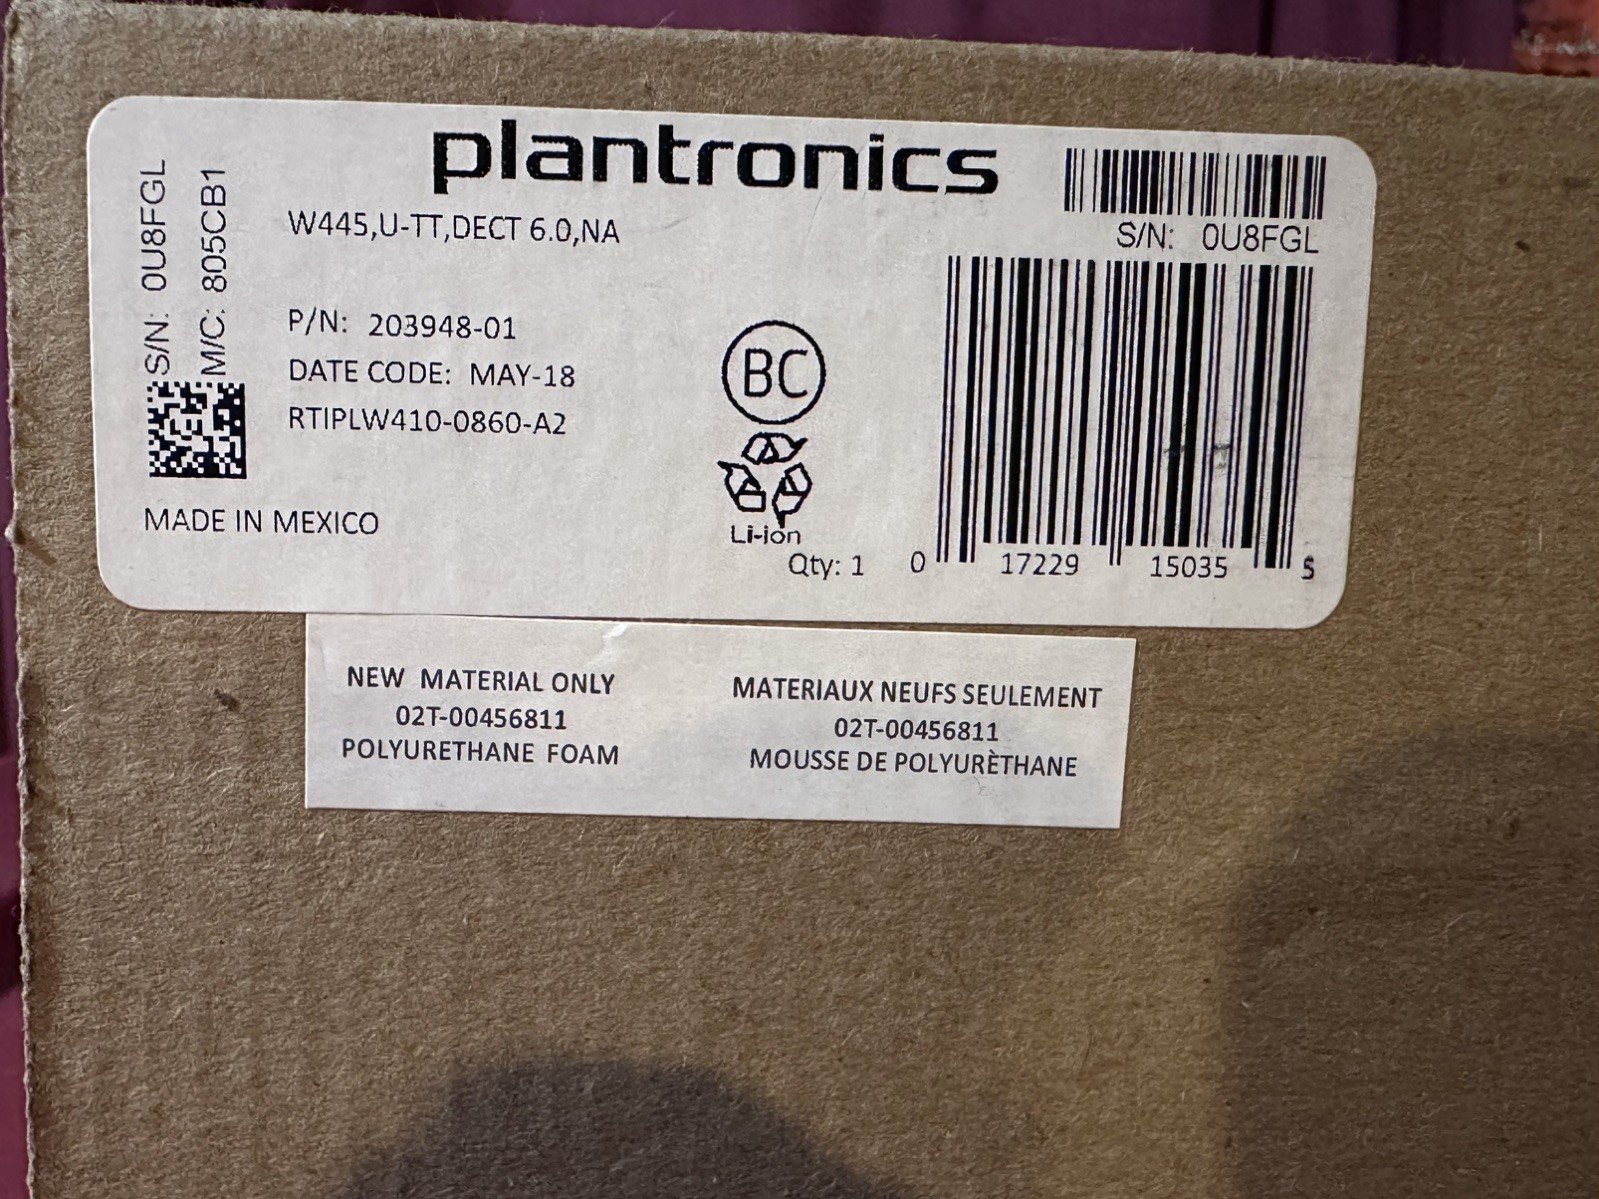 plantronics
S/N: 0U8FGL
M/C: 805CB1
W445,U-TT,DECT 6.0,NA
S/N: 0U8FGL
P/N: 203948-01
DATE CODE: MAY-18
RTIPLW410-0860-A2
BC
Li-ion
MADE IN MEXICO
Qty: 1
0 17229 15035 5
NEW MATERIAL ONLY
02T-00456811
POLYURETHANE FOAM
MATERIAUX NEUFS SEULEMENT
02T-00456811
MOUSSE DE POLYURÈTHANE